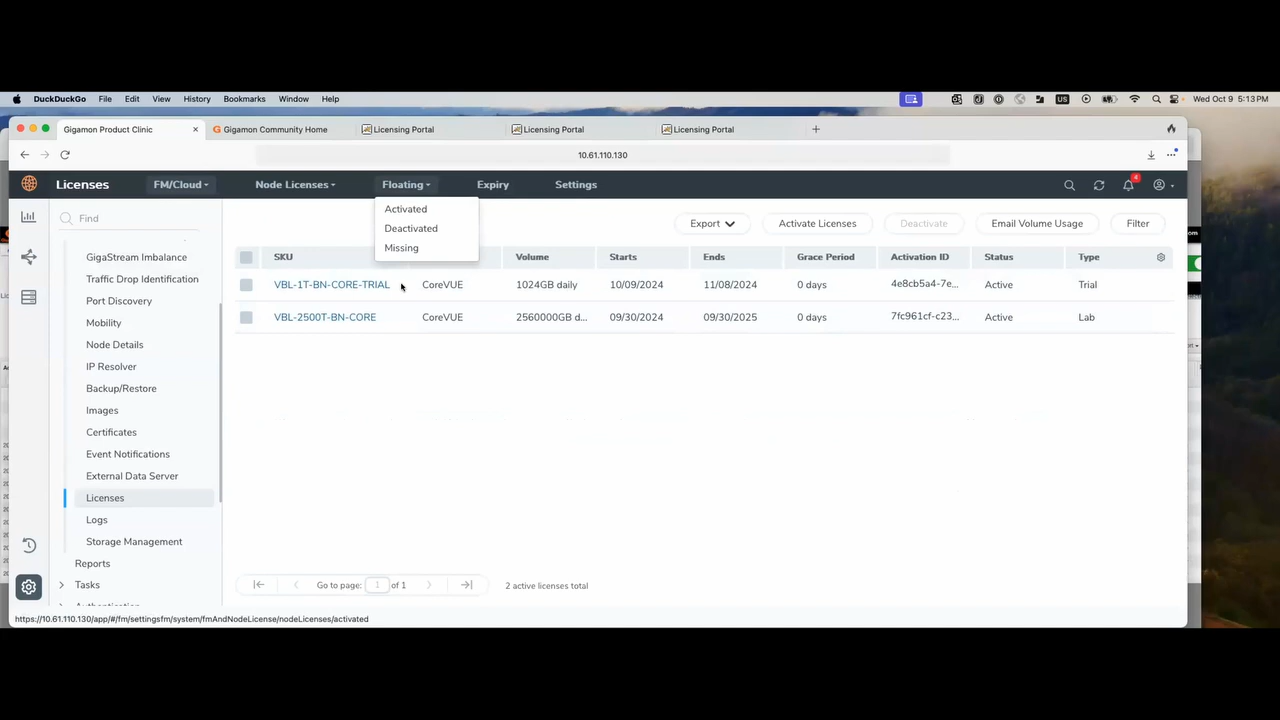 DuckDuckGo File Edit View History Bookmarks Window Help US Wed Oct 9 5:13 PM
Gigamon Product Clinic × Gigamon Community Home Licensing Portal Licensing Portal Licensing Portal +
10.61.110.130
Licenses FM/Cloud Node Licenses Floating Expiry Settings 4
Activated
Deactivated
Missing
Find
Export Activate Licenses Deactivate Email Volume Usage Filter
SKU Volume Starts Ends Grace Period Activation ID Status Type
VBL-1T-BN-CORE-TRIAL CoreVUE 1024GB daily 10/09/2024 11/08/2024 0 days 4e8cb5a4-7e... Active Trial
VBL-2500T-BN-CORE CoreVUE 2560000GB d... 09/30/2024 09/30/2025 0 days 7fc961cf-c23... Active Lab
GigaStream Imbalance
Traffic Drop Identification
Port Discovery
Mobility
Node Details
IP Resolver
Backup/Restore
Images
Certificates
Event Notifications
External Data Server
Licenses
Logs
Storage Management
Reports
Tasks
Go to page: 1 of 1 2 active licenses total
https://10.61.110.130/app/#/fm/settingsfm/system/fmAndNodeLicense/nodeLicenses/activated